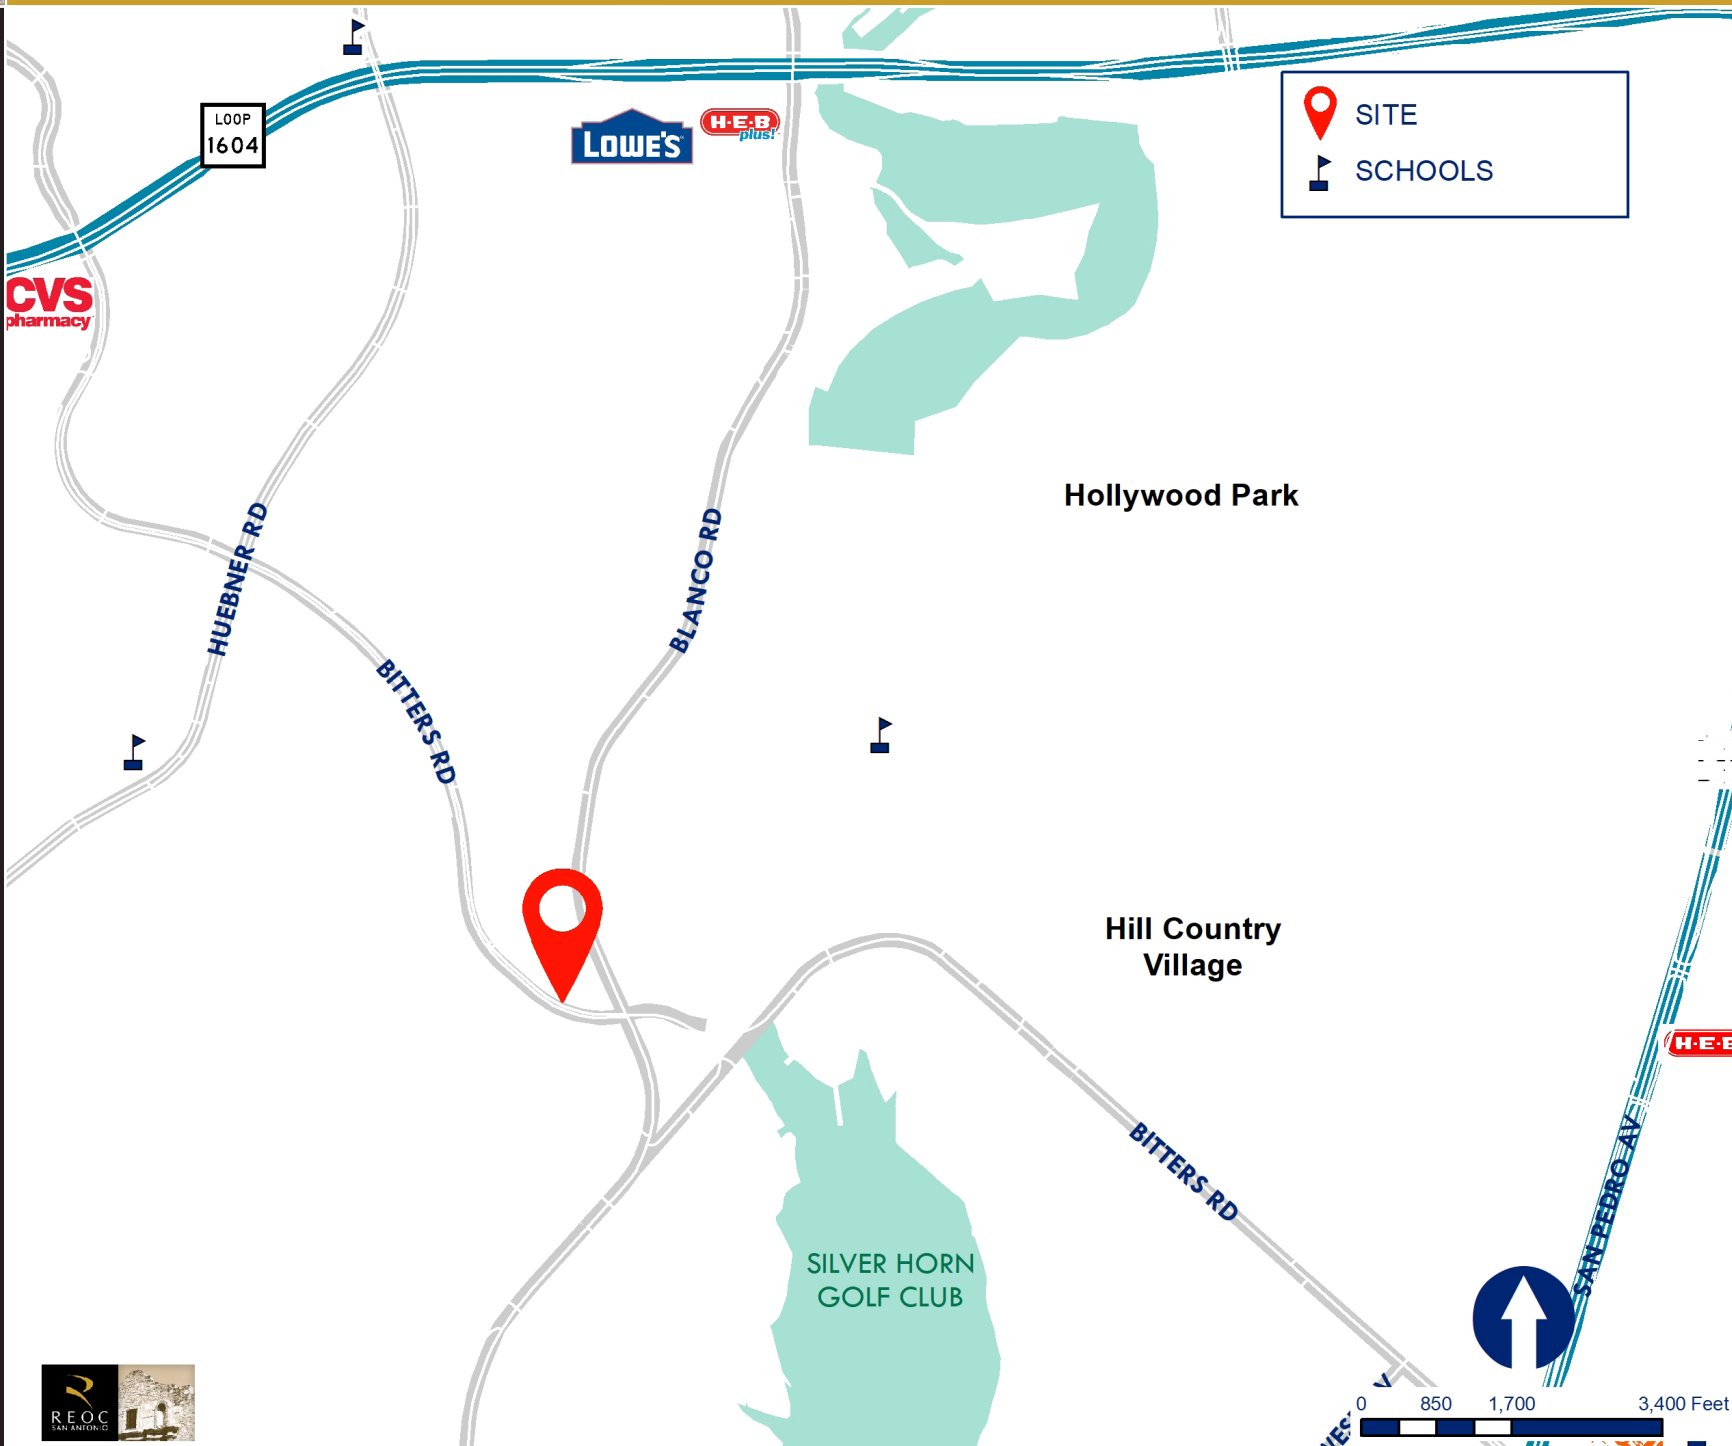 LOOP
1604
LOWE'S
H-E-B
plus!
SITE
SCHOOLS
CVS
pharmacy
Hollywood Park
HUEBNER RD
BLANCO RD
BITTERS RD
Hill Country
Village
H-E-B
BITTERS RD
SAN PEDRO AV
SILVER HORN
GOLF CLUB
REOC
SAN ANTONIO
0 850 1,700 3,400 Feet